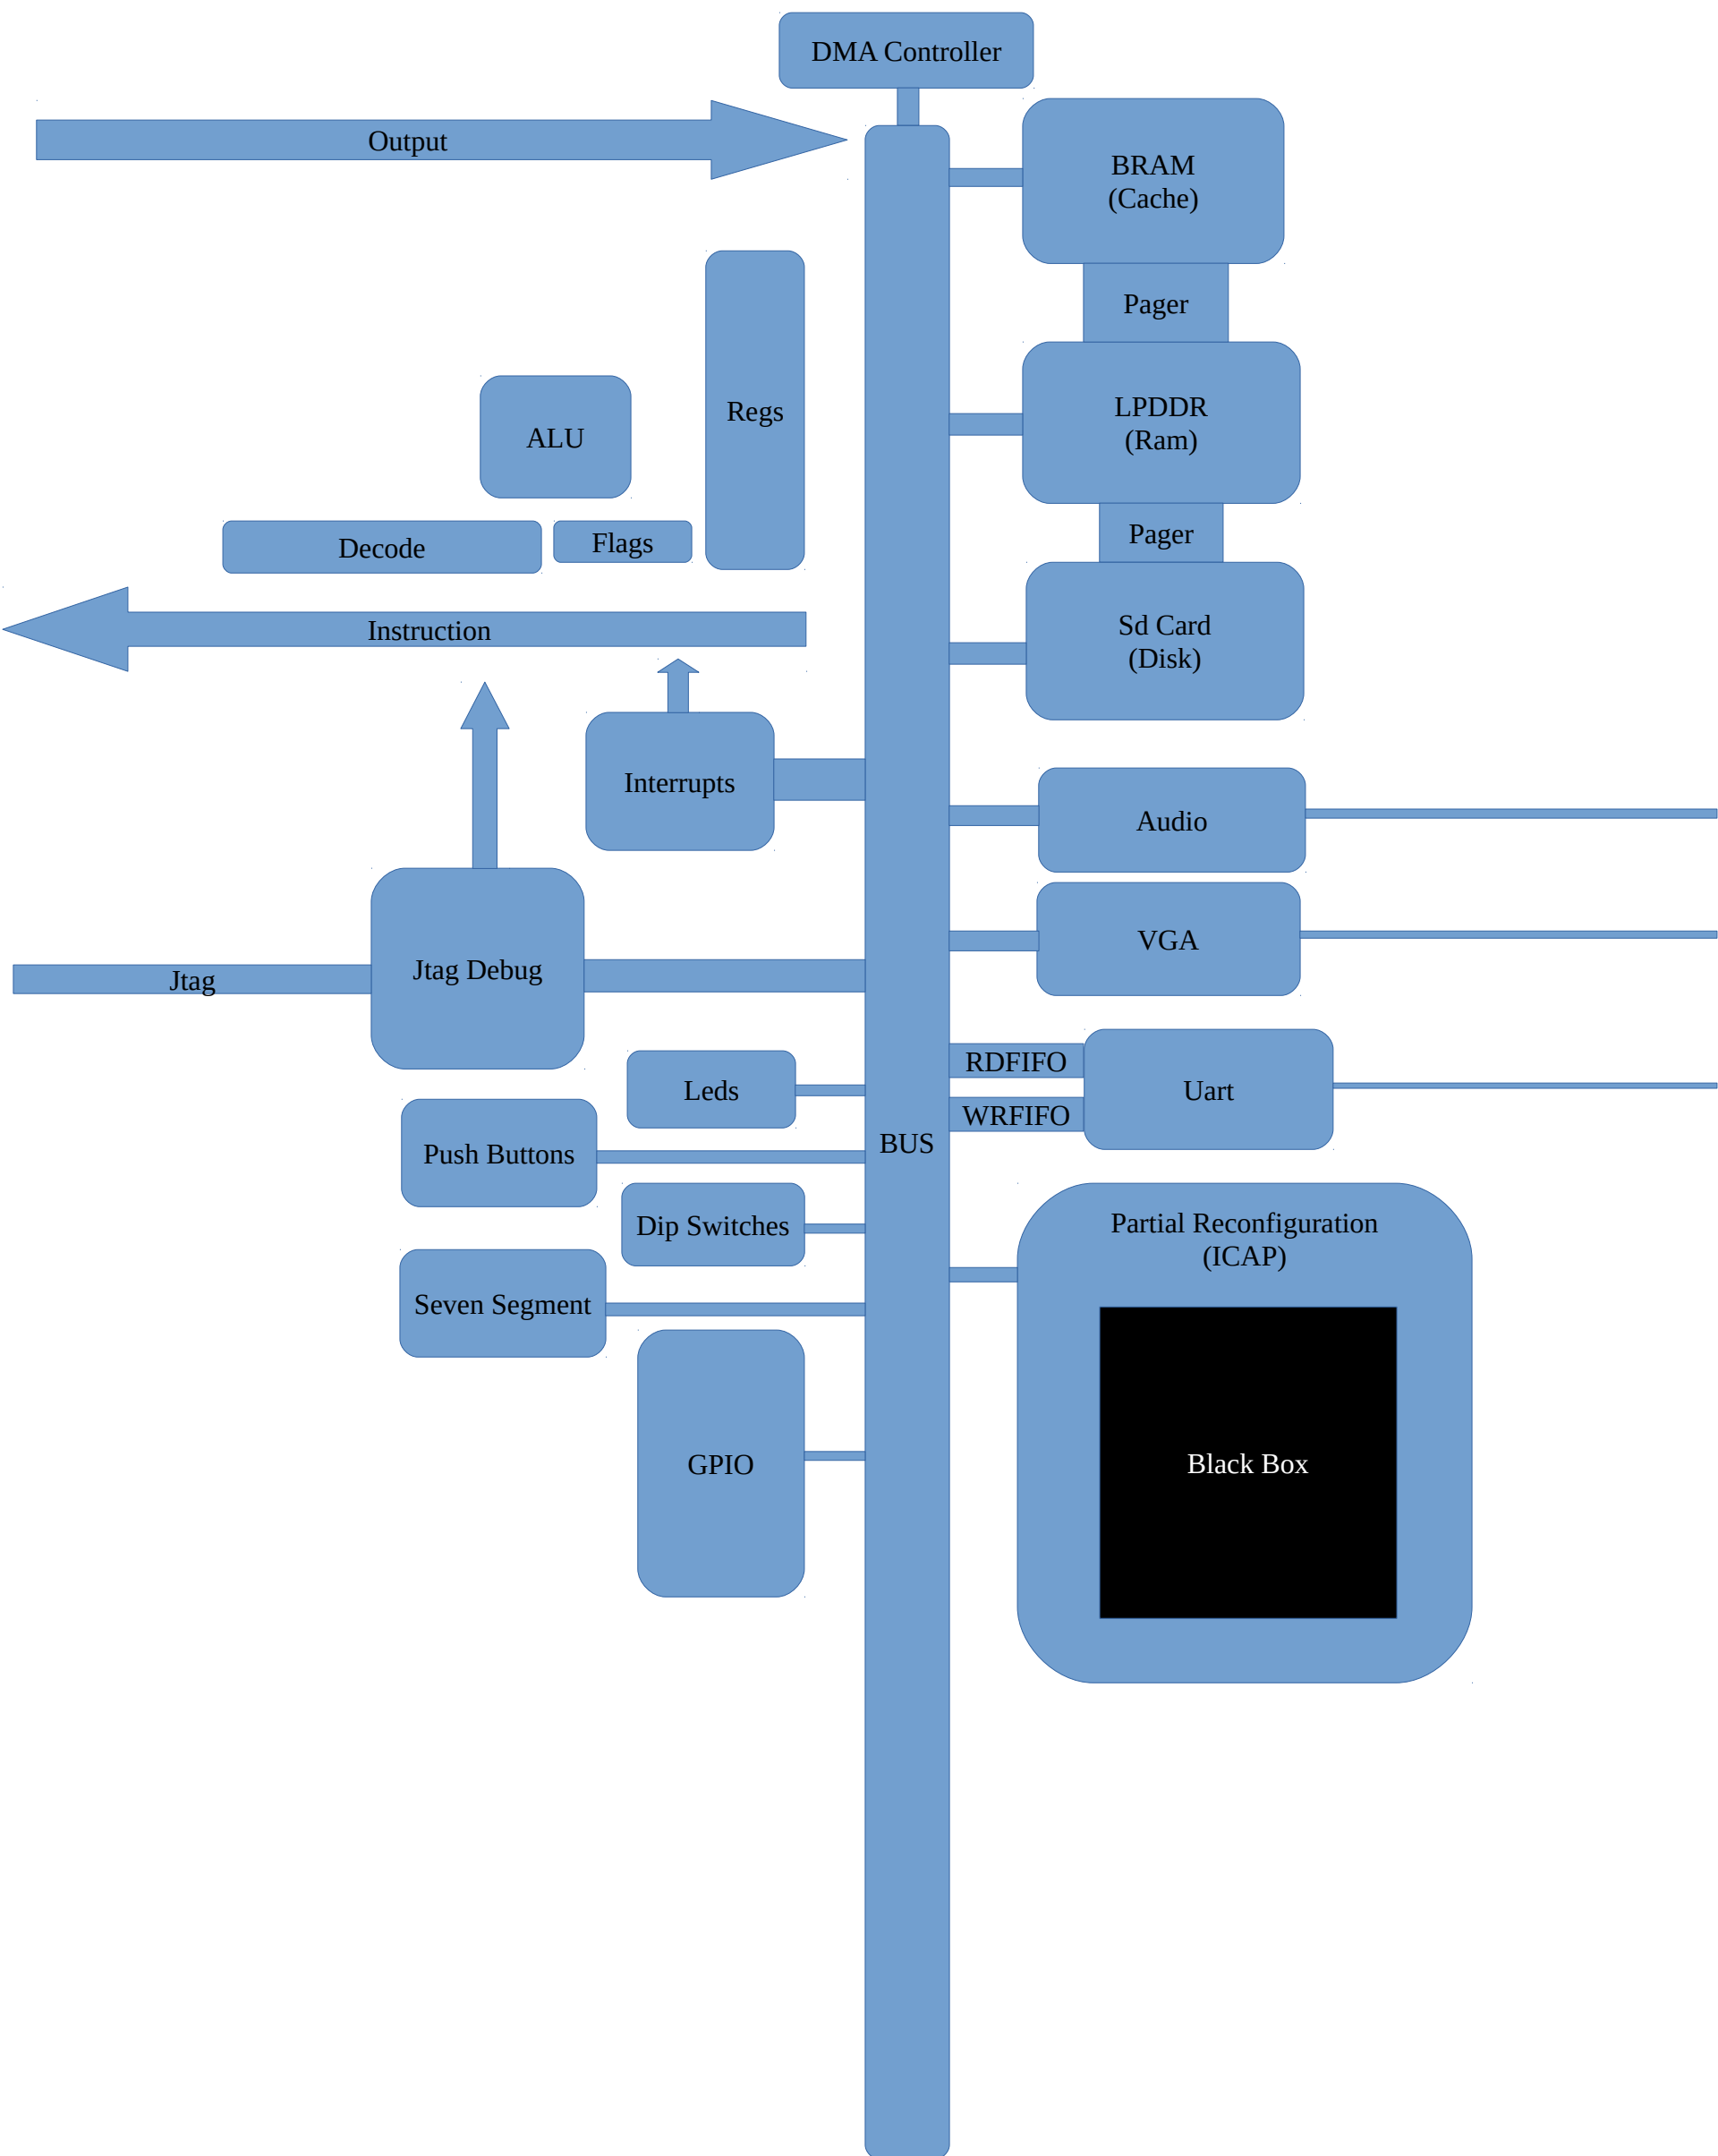 DMA Controller
Output
BRAM
(Cache)
Pager
Regs
LPDDR
(Ram)
ALU
Pager
Flags
Decode
Instruction
Sd Card
(Disk)
Interrupts
Audio
VGA
Jtag Debug
Jtag
RDFIFO
Leds
Uart
WRFIFO
BUS
Push Buttons
Dip Switches
Partial Reconfiguration
(ICAP)
Seven Segment
GPIO
Black Box